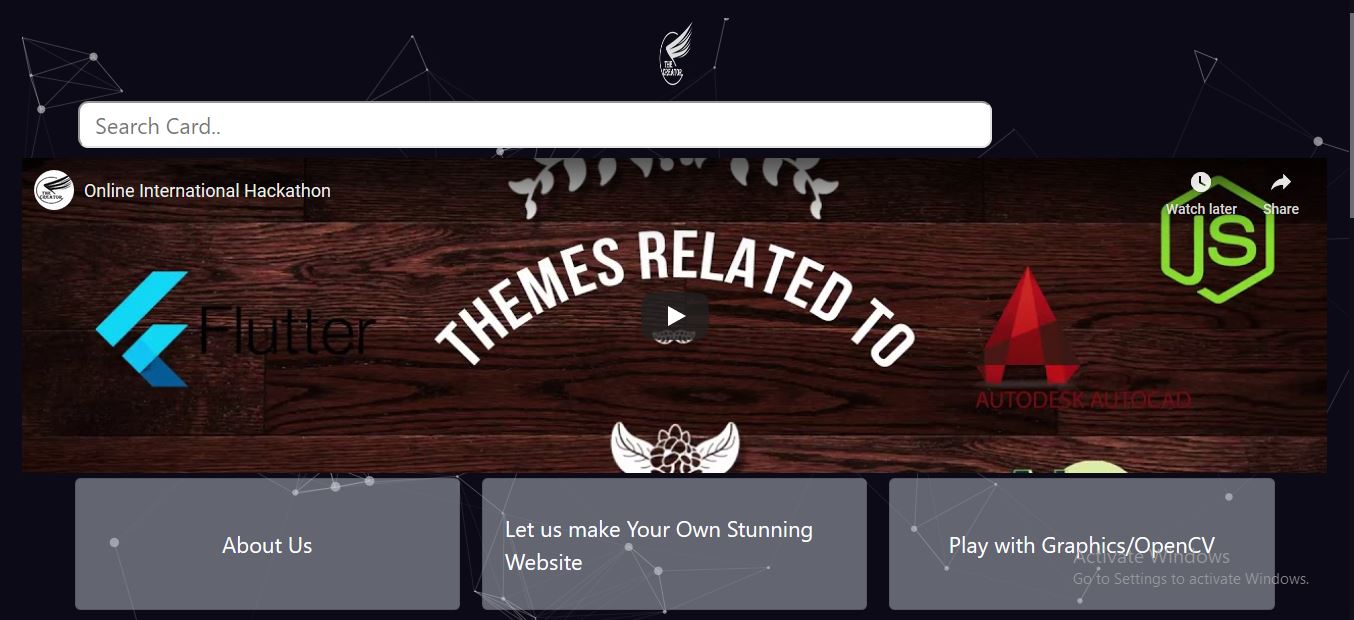 THE
CREATOR
Search Card..
THE
CREATOR
Online International Hackathon
Watch later
Share
JS
THEMES RELATED TO
Flutter
AUTODESK AUTOCAD
About Us
Let us make Your Own Stunning
Website
Play with Graphics/OpenCV
Activate Windows
Go to Settings to activate Windows.